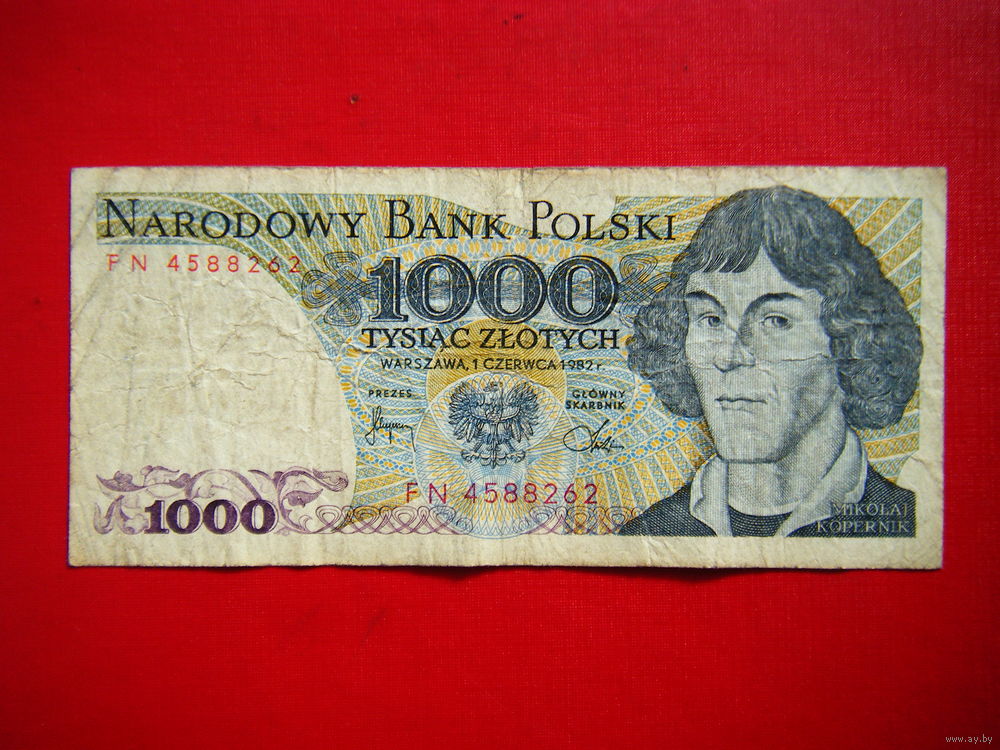 NARODOWY BANK POLSKI
FN 4588262
1000
TYSIĄC ZŁOTYCH
WARSZAWA, 1 CZERWCA 1982 r.
PREZES
GŁÓWNY
SKARBNIK
FN 4588262
1000
MIKOŁAJ
KOPERNIK
www.ay.by